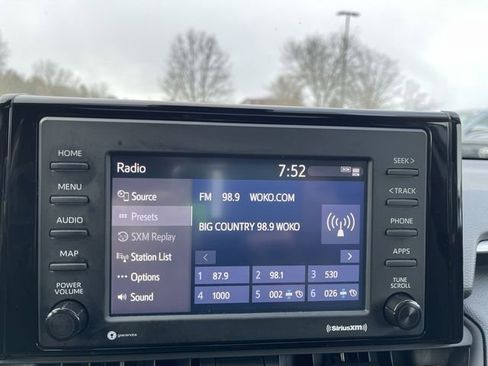 Radio 7:52
HOME
MENU
AUDIO
MAP
POWER
VOLUME
Source
Presets
SXM Replay
Station List
Options
Sound
FM 98.9 WOKO.COM
BIG COUNTRY 98.9 WOKO
< >
1 87.9 2 98.1 3 530
4 1000 5 002 6 026
SEEK >
< TRACK
PHONE
APPS
TUNE
SCROLL
gracenote
((SiriusXM))